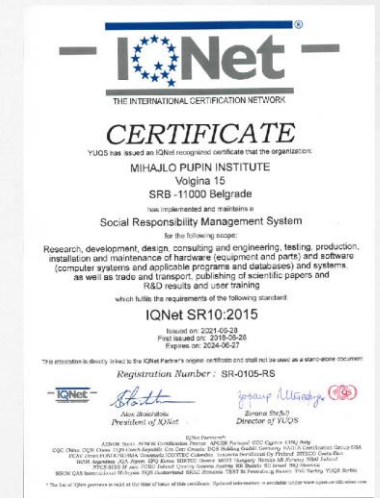 IQNet
®
THE INTERNATIONAL CERTIFICATION NETWORK
CERTIFICATE
YUQS has issued an IQNet recognized certificate that the organization:
MIHAJLO PUPIN INSTITUTE
Volgina 15
SRB -11000 Belgrade
has implemented and maintains a
Social Responsibility Management System
for the following scope:
Research, development, design, consulting and engineering, testing, production,
installation and maintenance of hardware (equipment and parts) and software
(computer systems and applicable programs and databases) and systems,
as well as trade and transport, publishing of scientific papers and
R&D results and user training
which fulfils the requirements of the following standard:
IQNet SR10:2015
Issued on: 2021-06-28
First issued on: 2018-06-28
Expires on: 2024-06-27
This attestation is directly linked to the IQNet Partner's original certificate and shall not be used as a stand-alone document
Registration Number : SR-0105-RS
IQNet
Alex Stoichitoiu
President of IQNet
Zorana
Director of YUQS
IQNet Partners*: